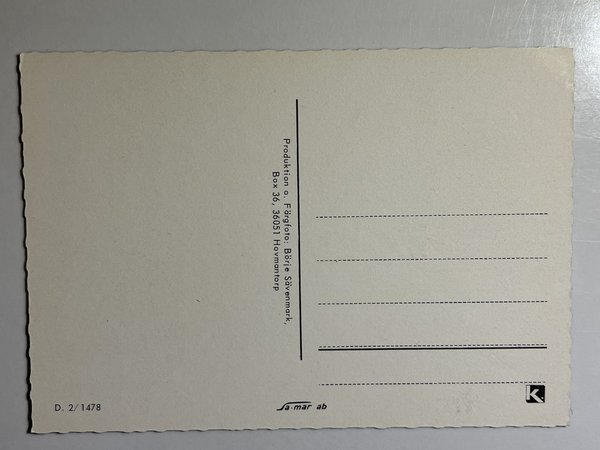 Produktion o. Färgfoto: Börje Sävenmark,
Box 36, 36051 Hovmantorp
D. 2/1478
Sa-mar ab
K